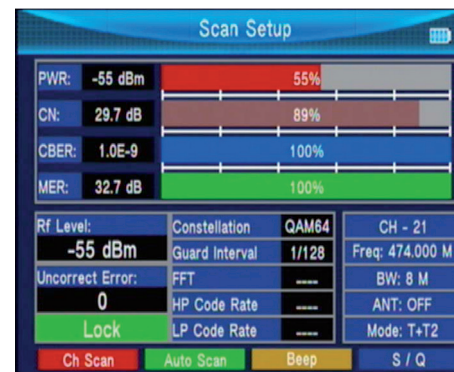 Scan Setup
PWR: -55 dBm 55%
CN: 29.7 dB 89%
CBER: 1.0E-9 100%
MER: 32.7 dB 100%
Rf Level:
-55 dBm
Uncorrect Error:
0
Lock
Constellation QAM64
Guard Interval 1/128
FFT ----
HP Code Rate ----
LP Code Rate ----
CH - 21
Freq: 474.000 M
BW: 8 M
ANT: OFF
Mode: T+T2
Ch Scan Auto Scan Beep S / Q